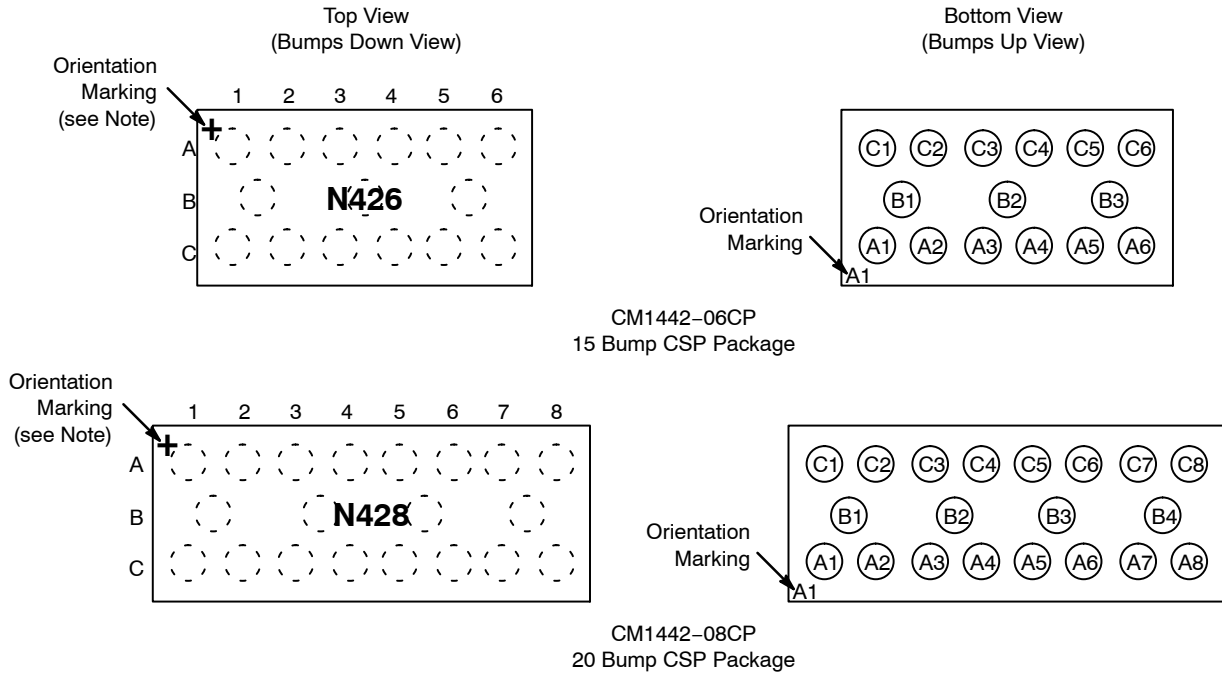 Top View
(Bumps Down View)
Bottom View
(Bumps Up View)
Orientation
Marking
(see Note)
1 2 3 4 5 6
A
B
C
N426
C1 C2 C3 C4 C5 C6
B1 B2 B3
A1 A2 A3 A4 A5 A6
Orientation
Marking
A1
CM1442−06CP
15 Bump CSP Package
Orientation
Marking
(see Note)
1 2 3 4 5 6 7 8
A
B
C
N428
C1 C2 C3 C4 C5 C6 C7 C8
B1 B2 B3 B4
A1 A2 A3 A4 A5 A6 A7 A8
Orientation
Marking
A1
CM1442−08CP
20 Bump CSP Package